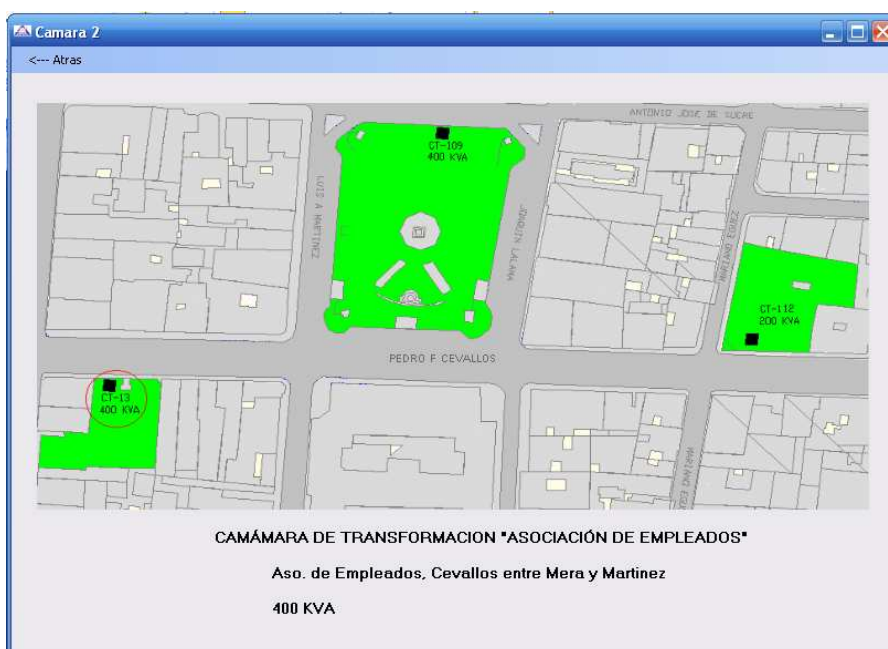 Camara 2
<--- Atras
ANTONIO JOSE DE SUCRE
CT-109
400 KVA
LUIS A MARTINEZ
JOAQUIN LALAMA
MARIANO EGUEZ
CT-112
200 KVA
PEDRO F CEVALLOS
CT-13
400 KVA
MARIANO EGU
CAMÁMARA DE TRANSFORMACION "ASOCIACIÓN DE EMPLEADOS"
Aso. de Empleados, Cevallos entre Mera y Martinez
400 KVA